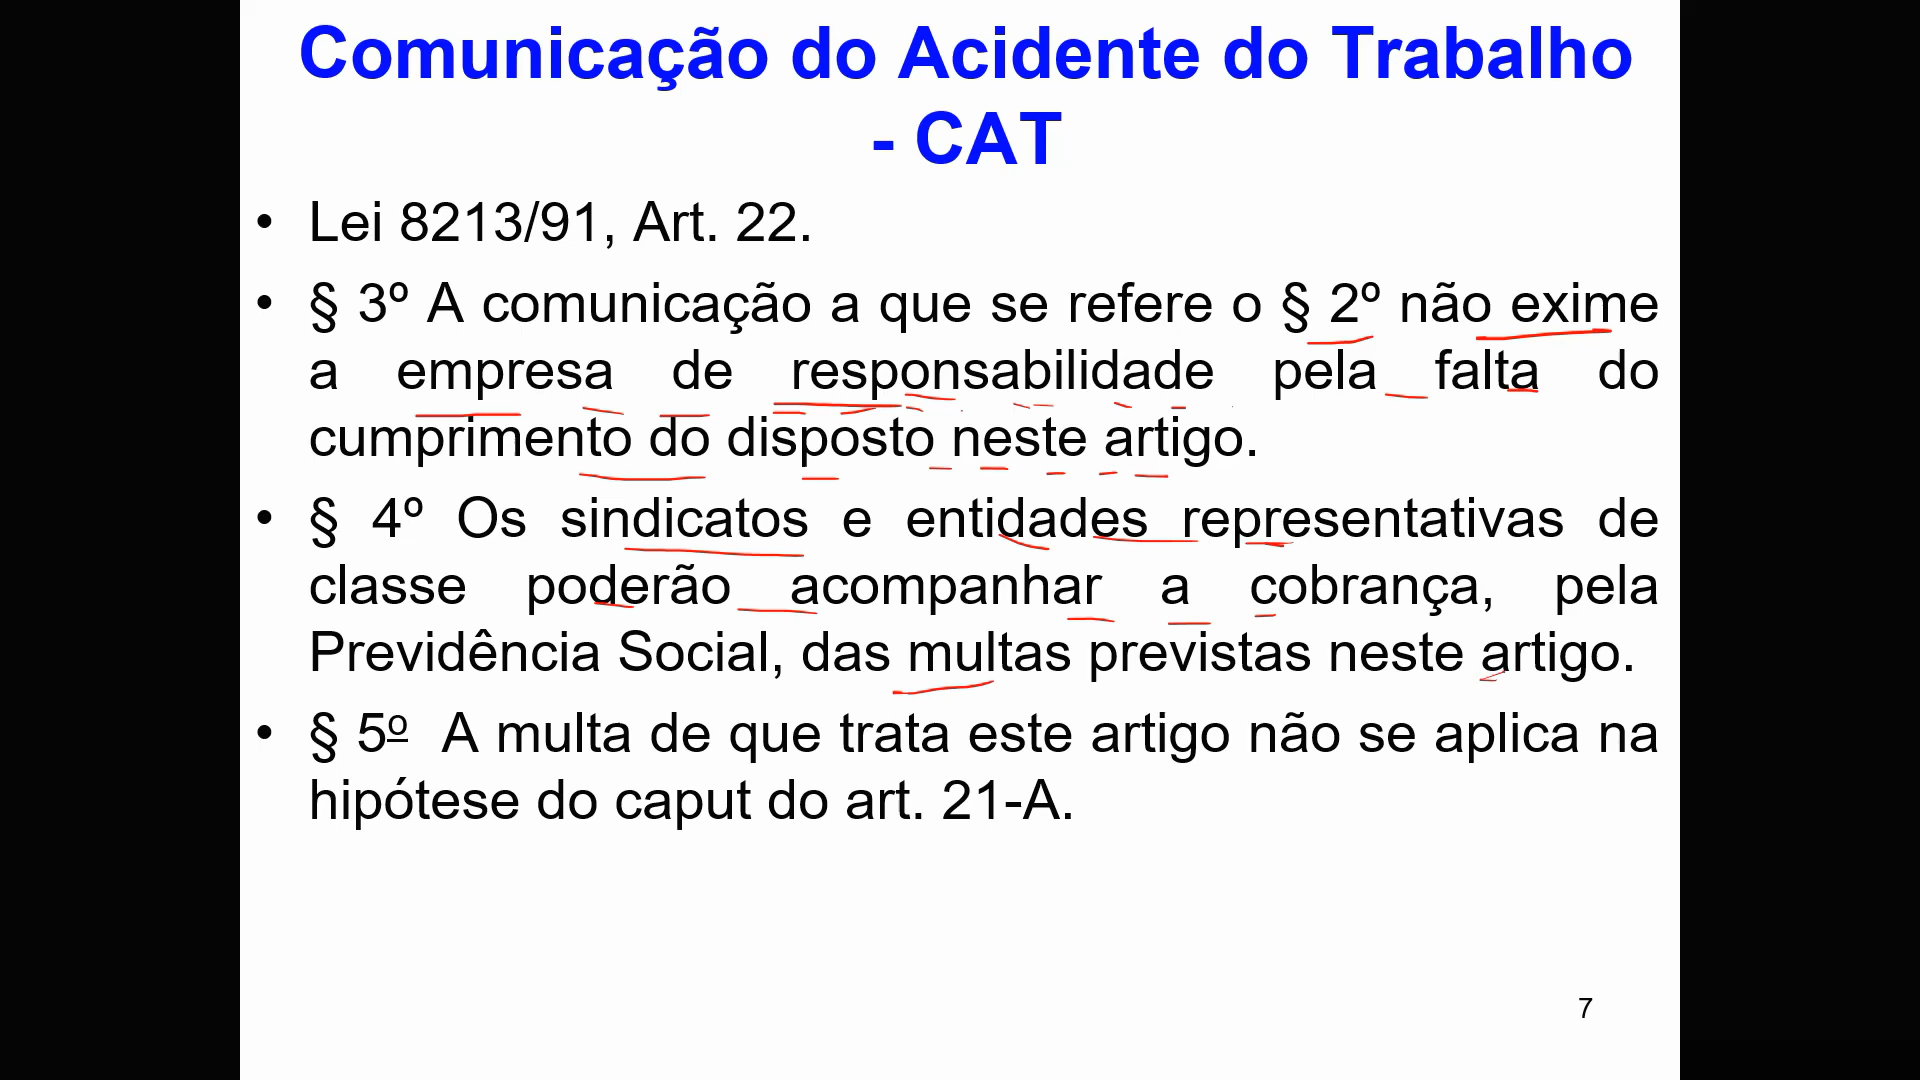 Comunicação do Acidente do Trabalho
- CAT
• Lei 8213/91, Art. 22.
• § 3º A comunicação a que se refere o § 2º não exime
a empresa de responsabilidade pela falta do
cumprimento do disposto neste artigo.
• § 4º Os sindicatos e entidades representativas de
classe poderão acompanhar a cobrança, pela
Previdência Social, das multas previstas neste artigo.
• § 5º A multa de que trata este artigo não se aplica na
hipótese do caput do art. 21-A.
7